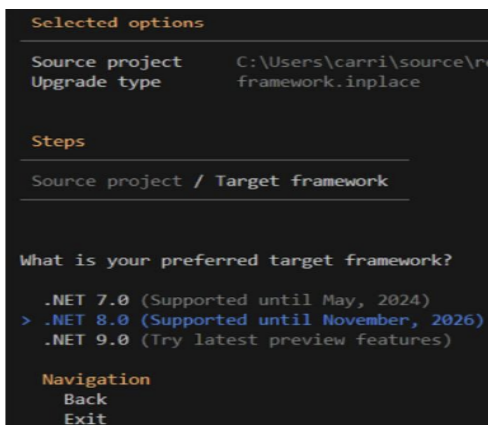 Selected options
Source project C:\Users\carri\source\r
Upgrade type framework.inplace
Steps
Source project / Target framework
What is your preferred target framework?
.NET 7.0 (Supported until May, 2024)
> .NET 8.0 (Supported until November, 2026)
.NET 9.0 (Try latest preview features)
Navigation
Back
Exit